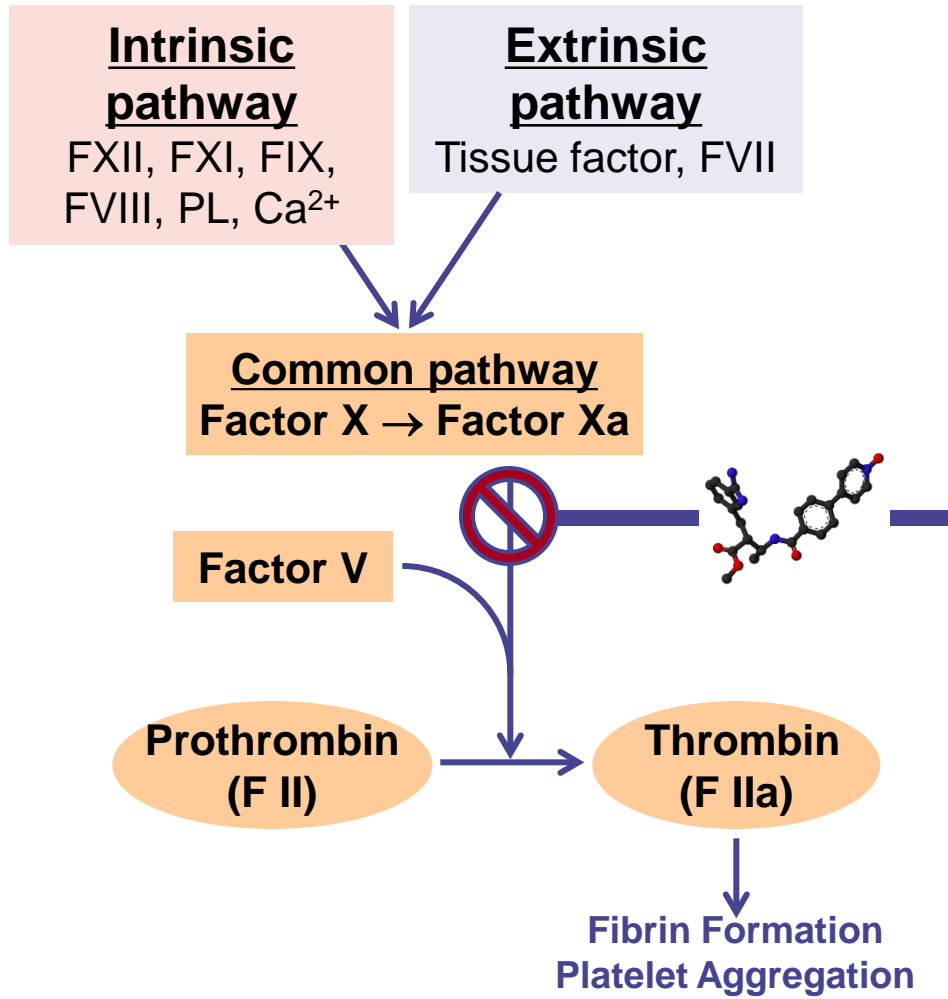 Intrinsic
pathway
FXII, FXI, FIX,
FVIII, PL, Ca²⁺
Extrinsic
pathway
Tissue factor, FVII
Common pathway
Factor X → Factor Xa
Factor V
Prothrombin
(F II)
Thrombin
(F IIa)
Fibrin Formation
Platelet Aggregation